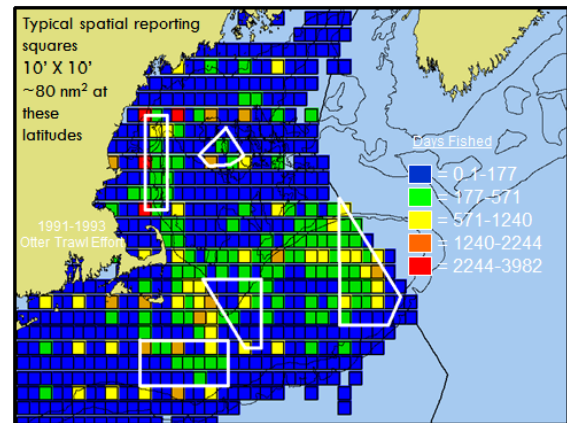 Typical spatial reporting
squares
10' X 10'
~80 nm² at
these
latitudes
Days Fished
= 0.1-177
= 177-571
= 571-1240
= 1240-2244
= 2244-3982
1991-1993
Otter Trawl Effort